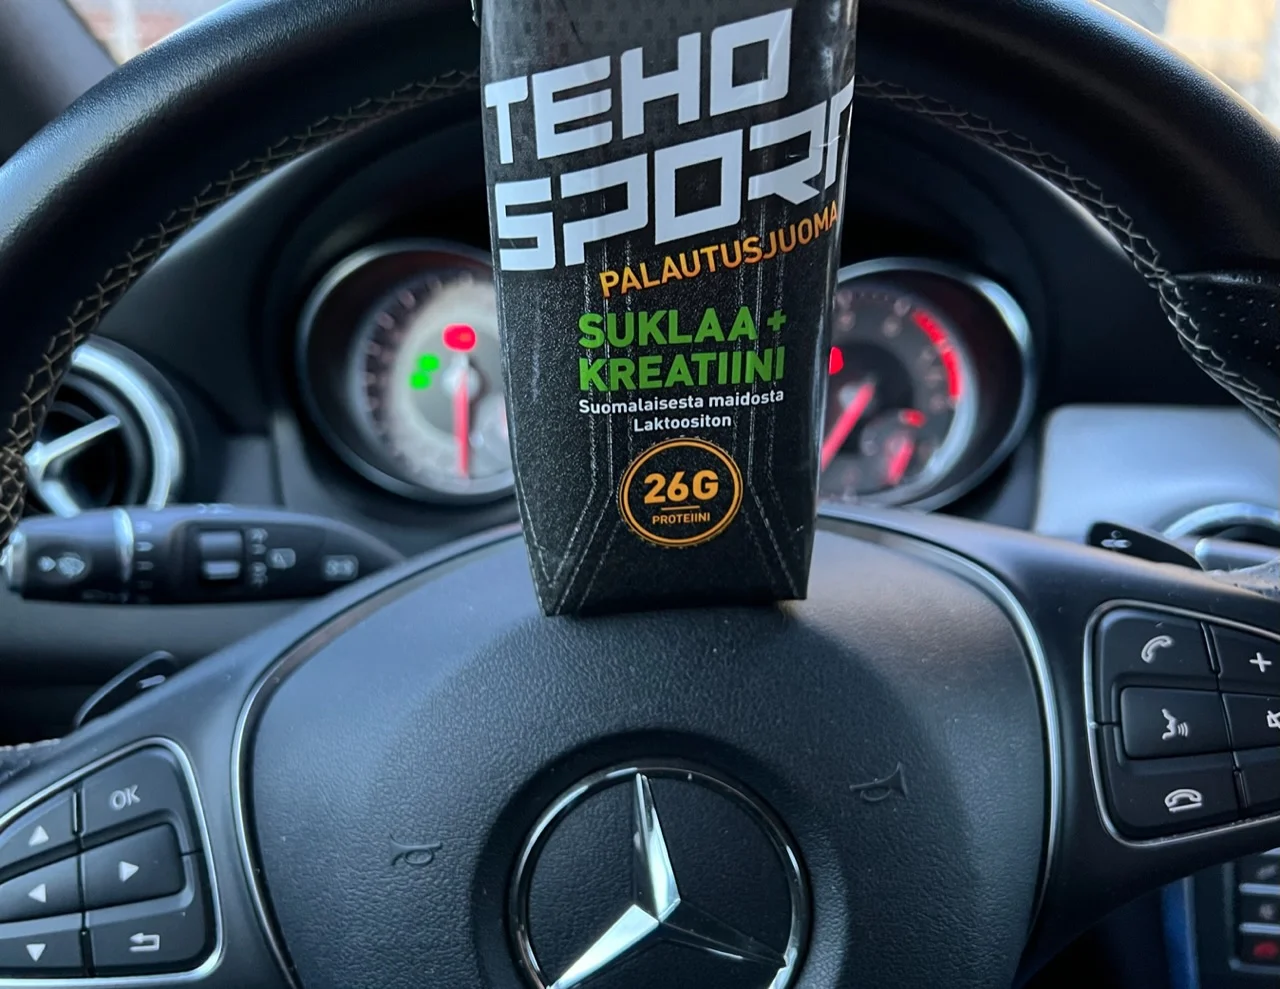 TEHO
SPORT
PALAUTUSJUOMA
SUKLAA +
KREATIINI
Suomalaisesta maidosta
Laktoositon
26G
PROTEIINI
OK